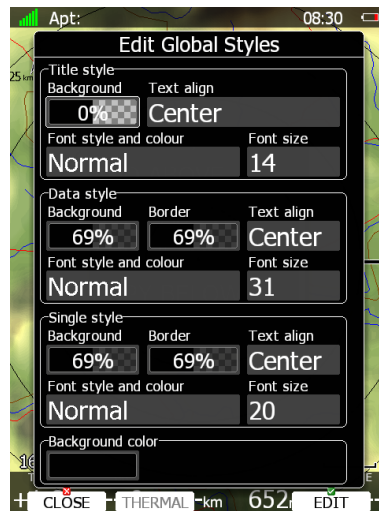 Apt: 08:30
Edit Global Styles
25 km
Title style
Background Text align
0% Center
Font style and colour Font size
Normal 14
Data style
Background Border Text align
69% 69% Center
Font style and colour Font size
Normal 31
Single style
Background Border Text align
69% 69% Center
Font style and colour Font size
Normal 20
Background color
16
CLOSE THERMAL km 652 EDIT